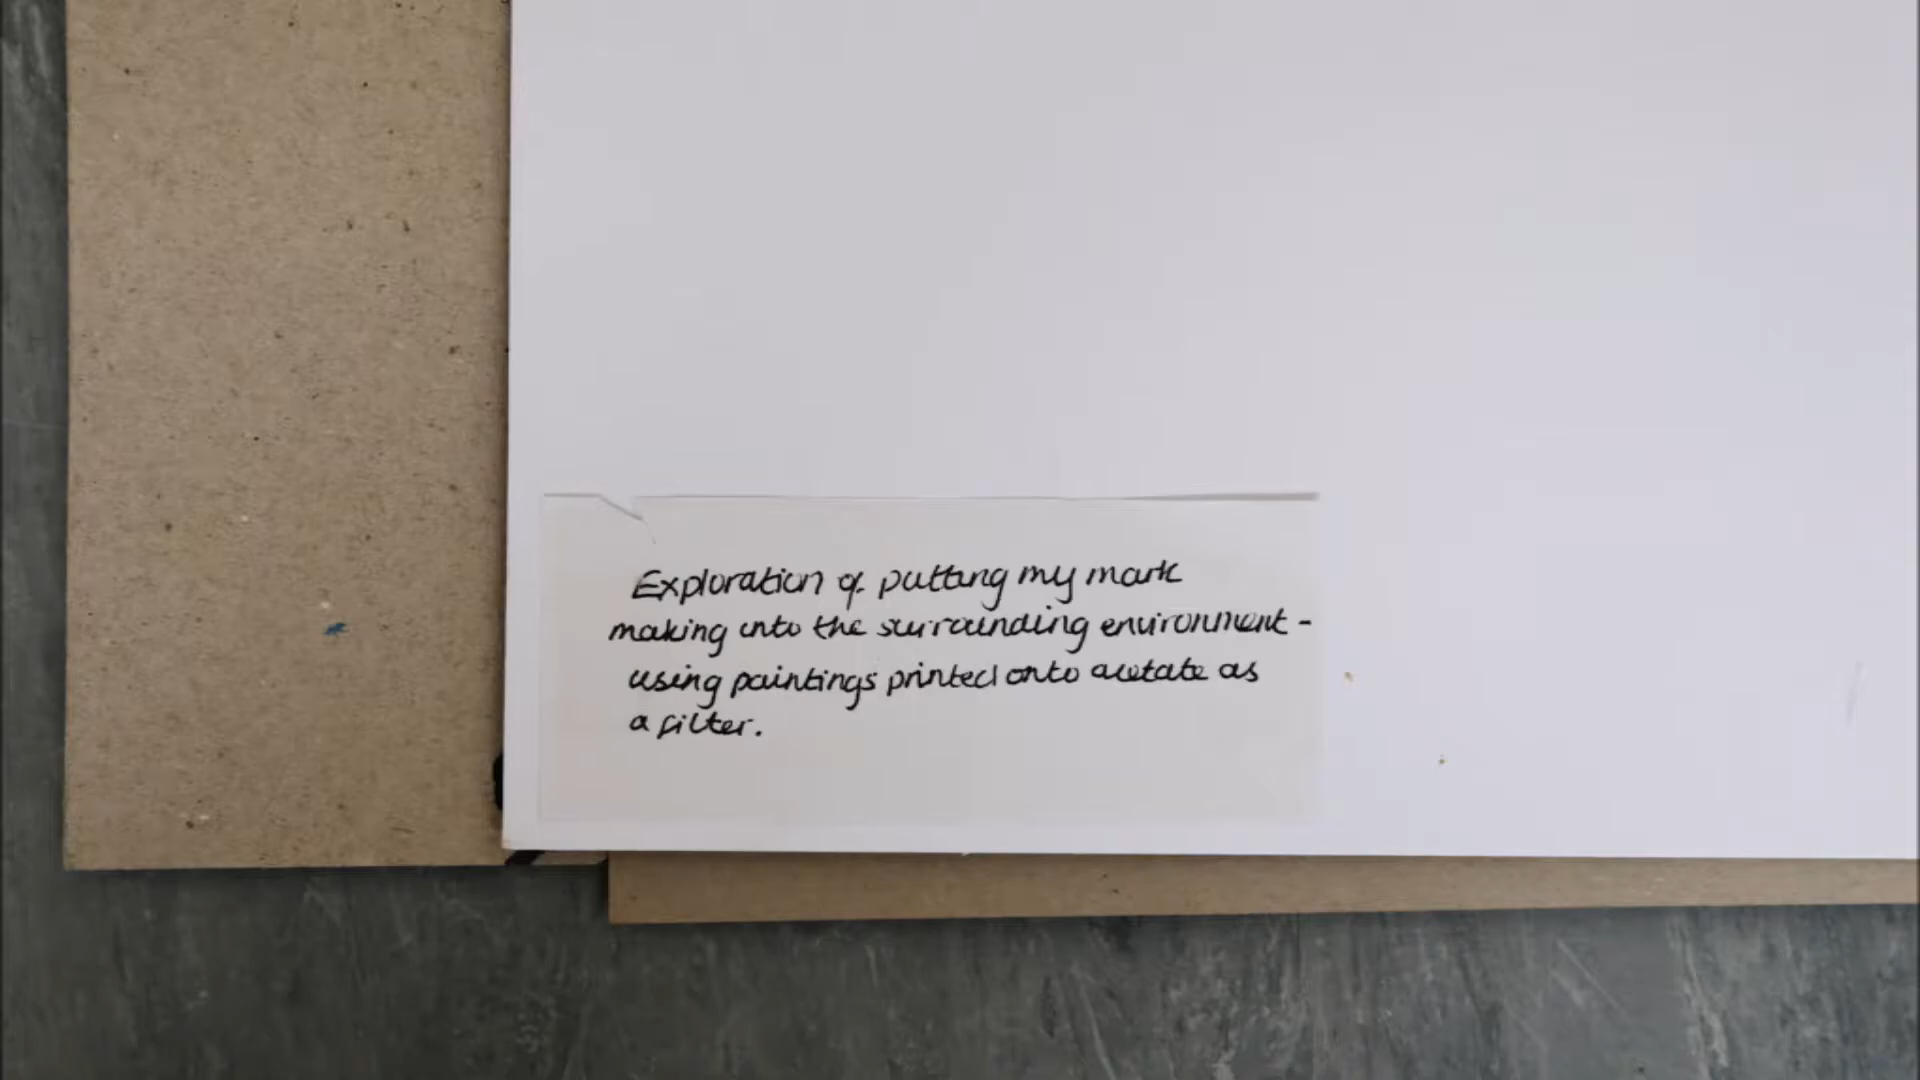 Exploration of putting my mark
making into the surrounding environment -
using paintings printed onto acetate as
a filter.